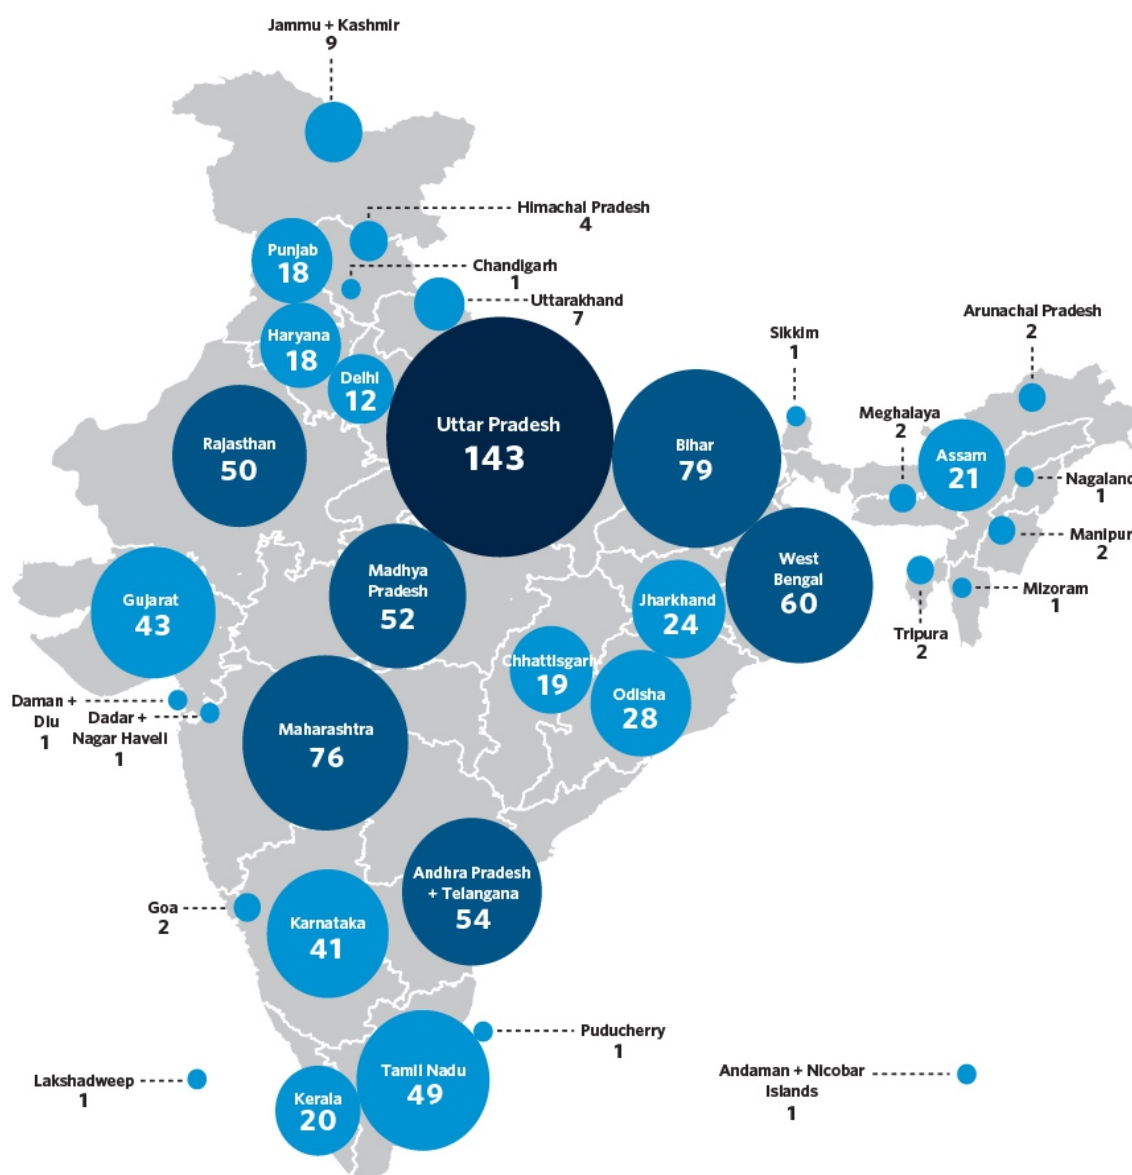 Jammu + Kashmir
9
Himachal Pradesh
4
Punjab
18
Chandigarh
1
Uttarakhand
7
Haryana
18
Delhi
12
Uttar Pradesh
143
Rajasthan
50
Bihar
79
Sikkim
1
Arunachal Pradesh
2
Meghalaya
2
Assam
21
Nagaland
1
Manipur
2
Mizoram
1
Tripura
2
West
Bengal
60
Madhya
Pradesh
52
Gujarat
43
Jharkhand
24
Chhattisgarh
19
Odisha
28
Daman +
Diu
1
Dadar +
Nagar Haveli
1
Maharashtra
76
Andhra Pradesh
+ Telangana
54
Goa
2
Karnataka
41
Puducherry
1
Lakshadweep
1
Tamil Nadu
49
Kerala
20
Andaman + Nicobar
Islands
1